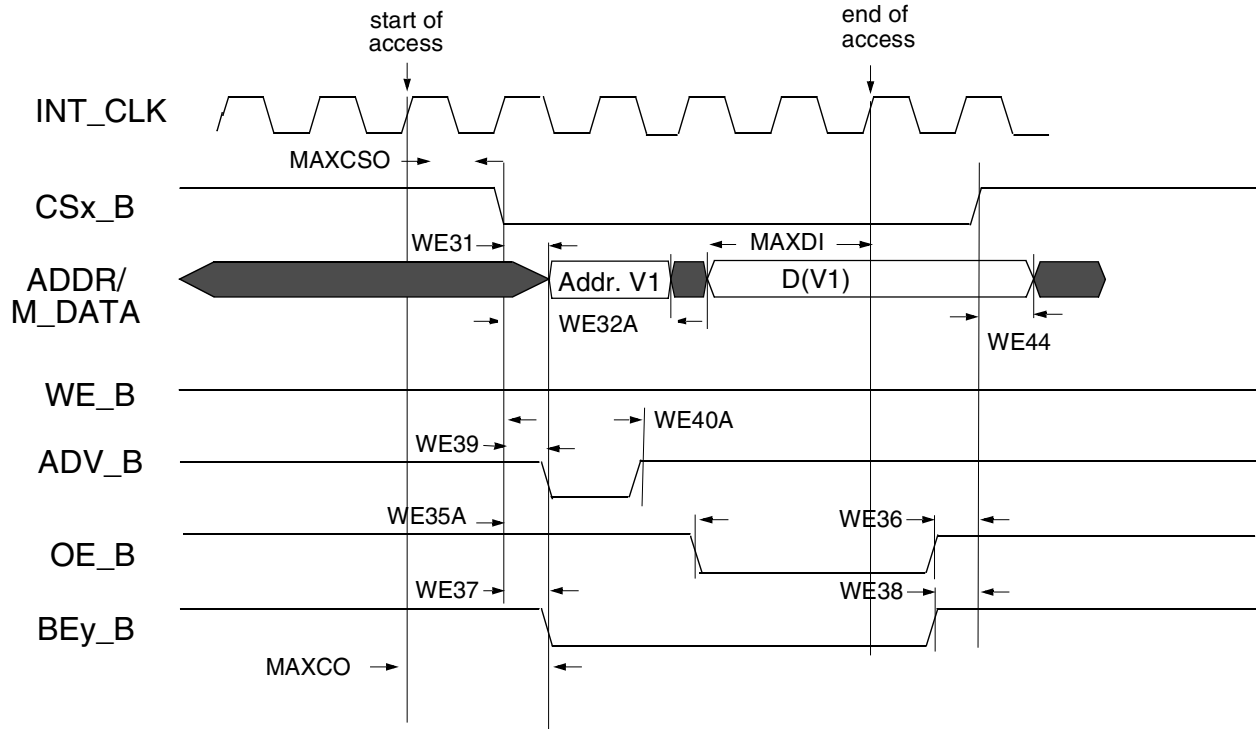 start of
access
end of
access
INT_CLK
MAXCSO
CSx_B
WE31
MAXDI
ADDR/
M_DATA
Addr. V1
D(V1)
WE32A
WE44
WE_B
WE40A
WE39
ADV_B
WE35A
WE36
OE_B
WE37
WE38
BEy_B
MAXCO